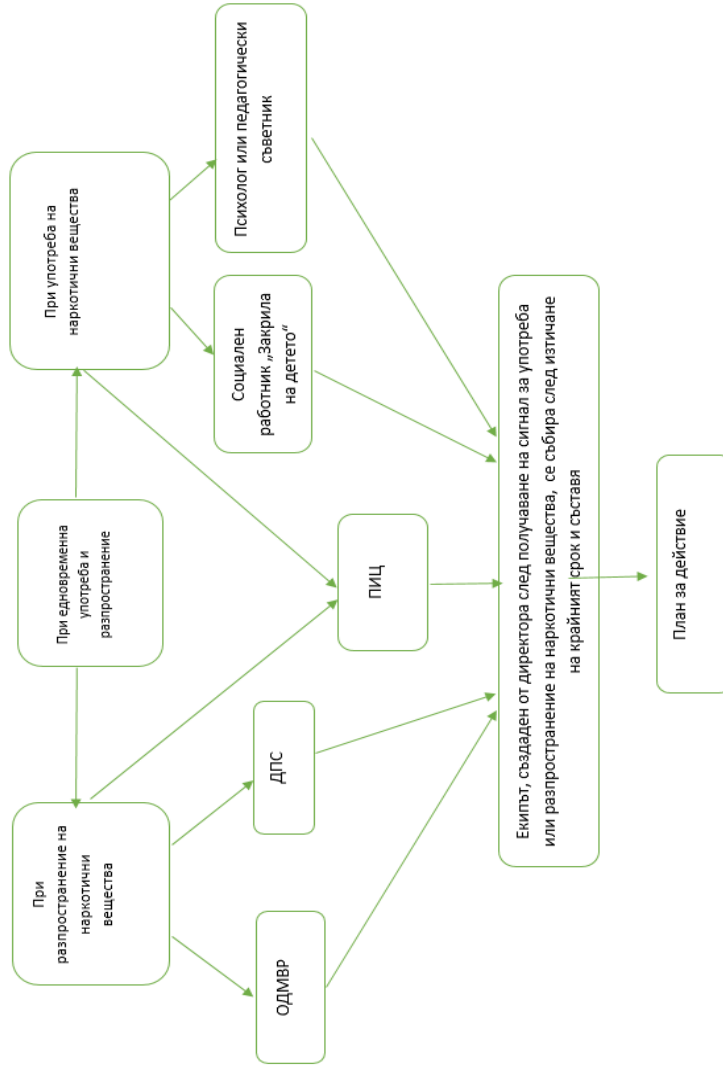 При
разпространение на
наркотични
вещества
При едновременна
употреба и
разпространение
При употреба на
наркотични вещества
ОДМВР
ДПС
ПИЦ
Социален
работник „Закрила
на детето“
Психолог или педагогически
съветник
Екипът, създаден от директора след получаване на сигнал за употреба
или разпространение на наркотични вещества, се събира след изтичане
на крайният срок и съставя
План за действие